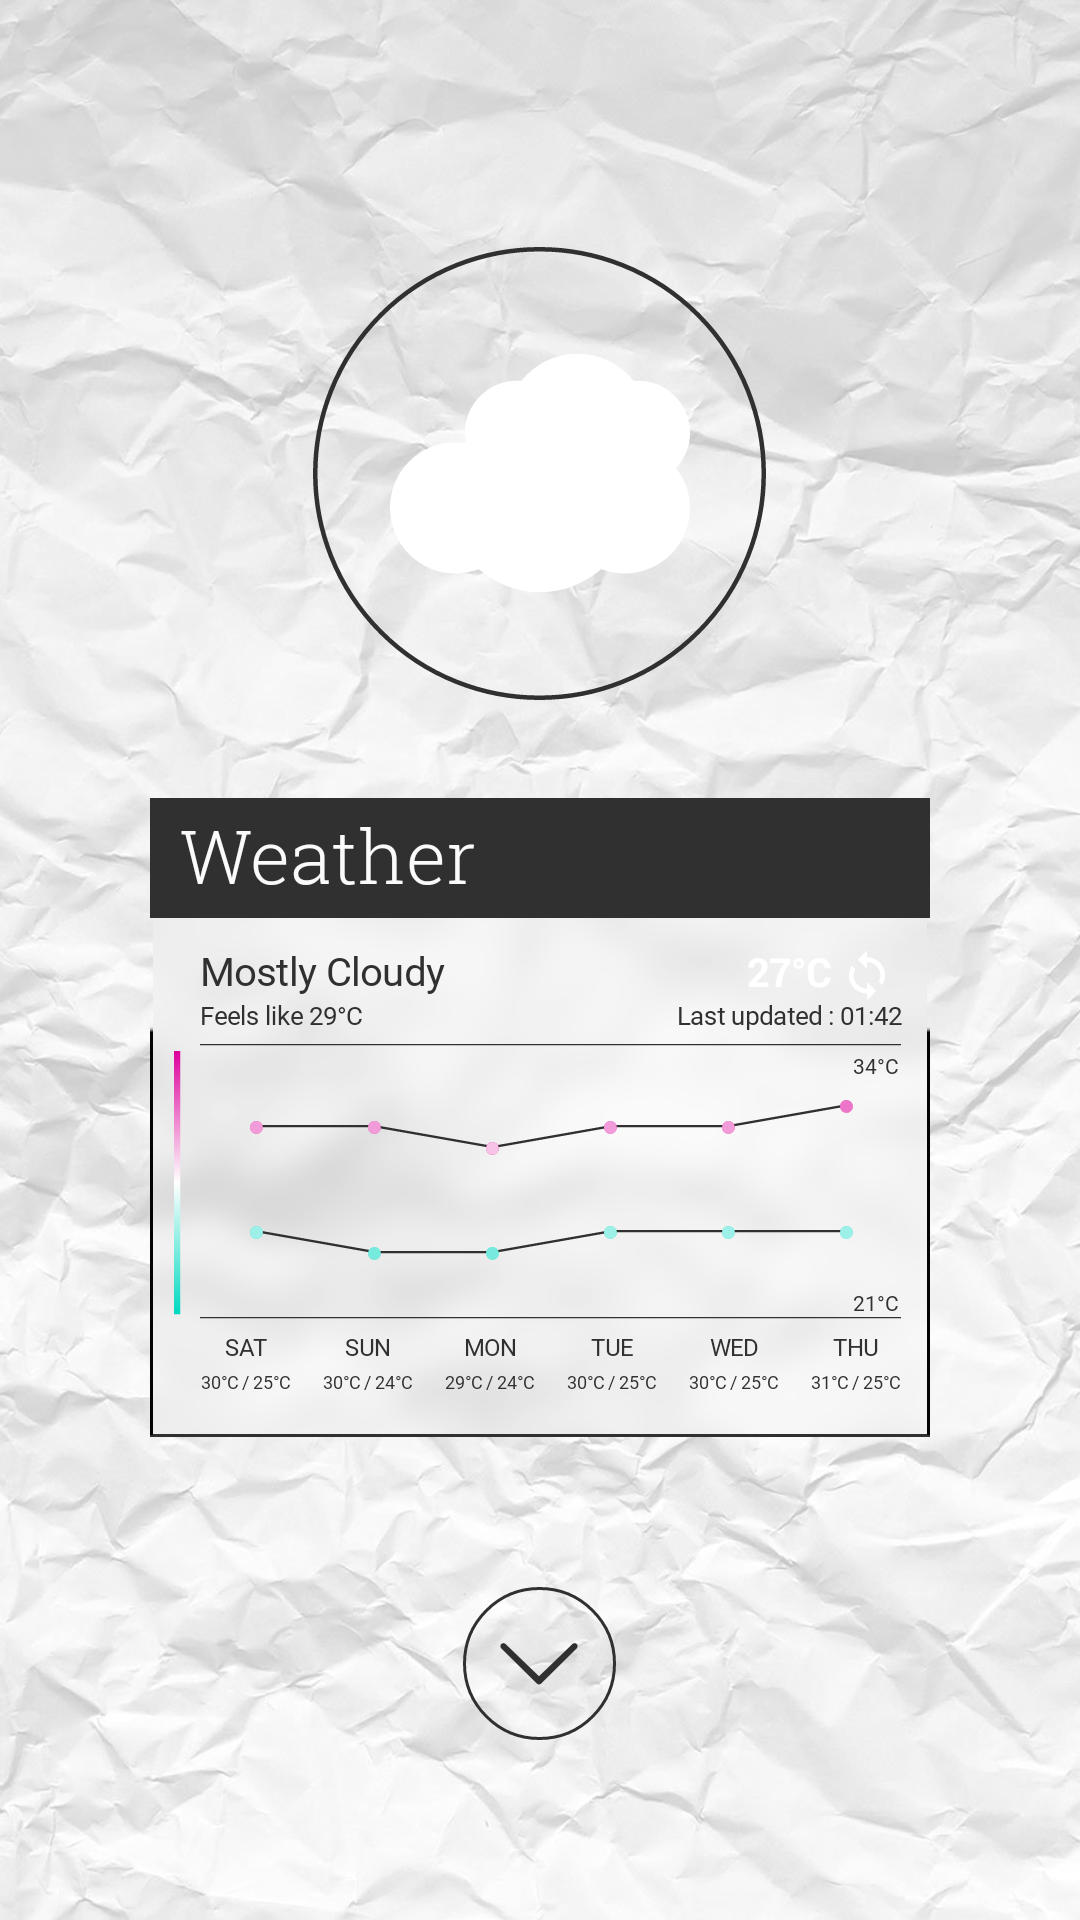 Weather
Mostly Cloudy 27°C
Feels like 29°C Last updated : 01:42
34°C
21°C
SAT SUN MON TUE WED THU
30°C / 25°C 30°C / 24°C 29°C / 24°C 30°C / 25°C 30°C / 25°C 31°C / 25°C